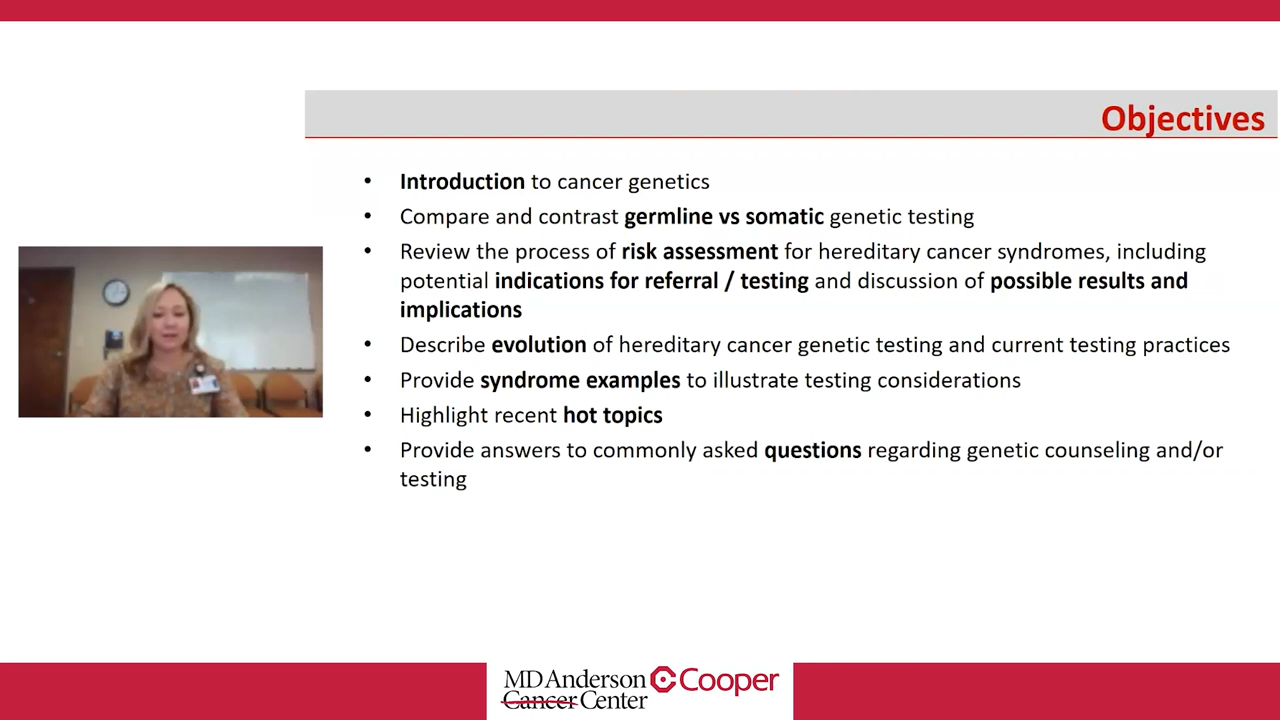 Objectives
• Introduction to cancer genetics
• Compare and contrast germline vs somatic genetic testing
• Review the process of risk assessment for hereditary cancer syndromes, including
potential indications for referral / testing and discussion of possible results and
implications
• Describe evolution of hereditary cancer genetic testing and current testing practices
• Provide syndrome examples to illustrate testing considerations
• Highlight recent hot topics
• Provide answers to commonly asked questions regarding genetic counseling and/or
testing
MD Anderson Cooper
Cancer Center